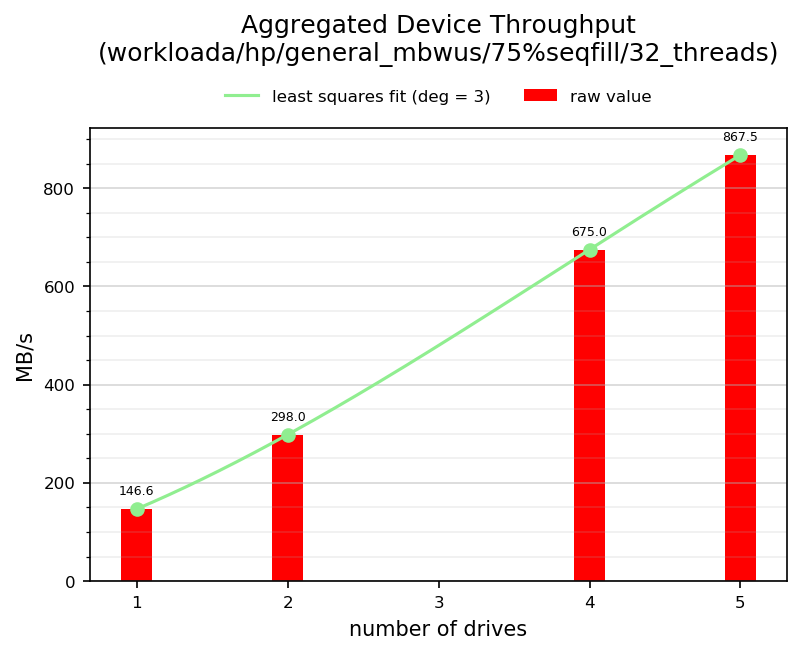 Aggregated Device Throughput
(workloada/hp/general_mbwus/75%seqfill/32_threads)
least squares fit (deg = 3)
raw value
867.5
800
675.0
600
MB/s
400
298.0
200
146.6
0
1 2 3 4 5
number of drives